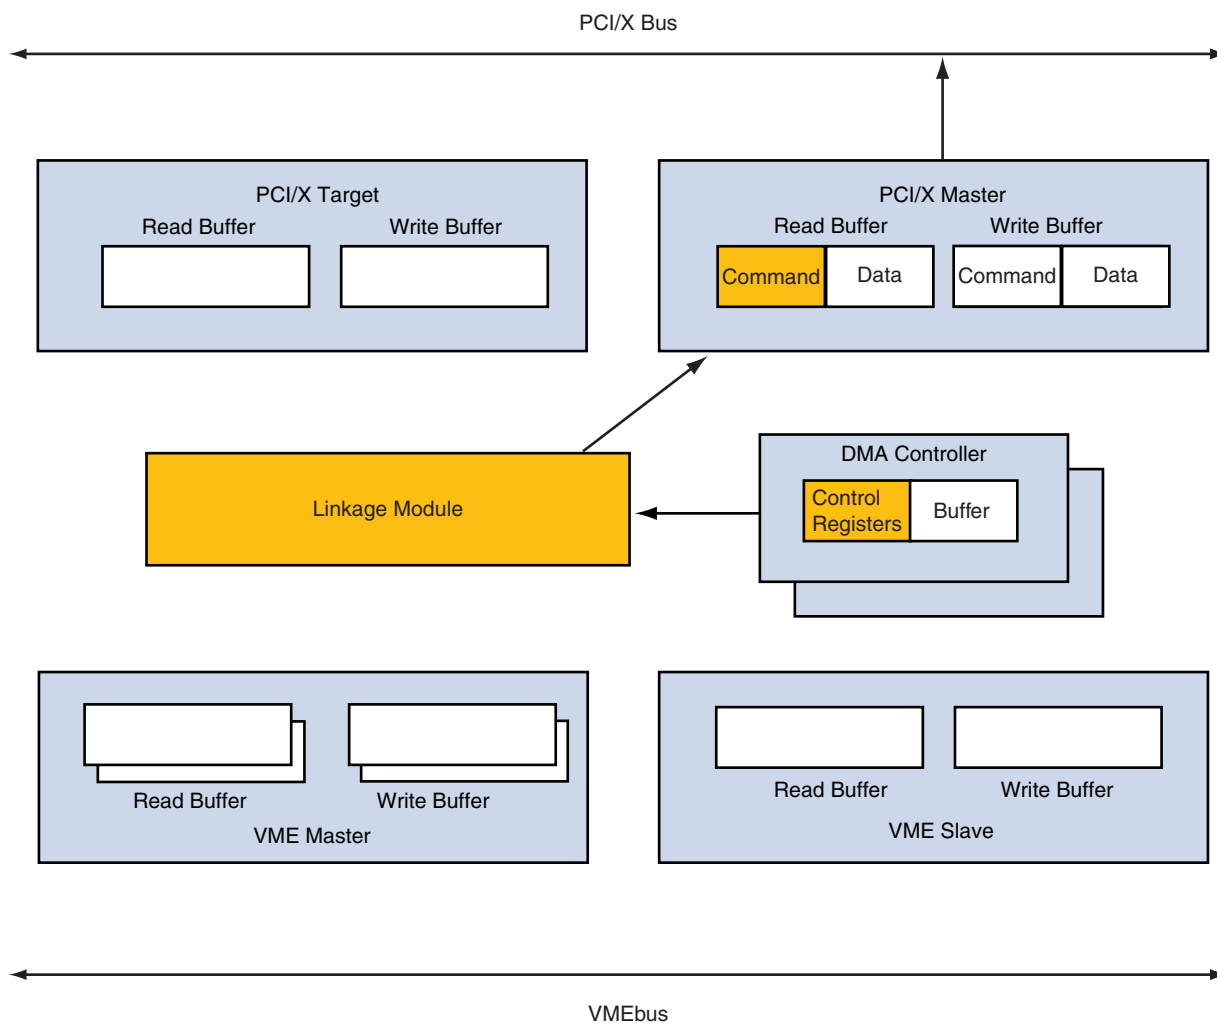 PCI/X Bus
PCI/X Target
Read Buffer
Write Buffer
PCI/X Master
Read Buffer
Write Buffer
Command
Data
Command
Data
Linkage Module
DMA Controller
Control
Registers
Buffer
Read Buffer
Write Buffer
VME Master
Read Buffer
Write Buffer
VME Slave
VMEbus